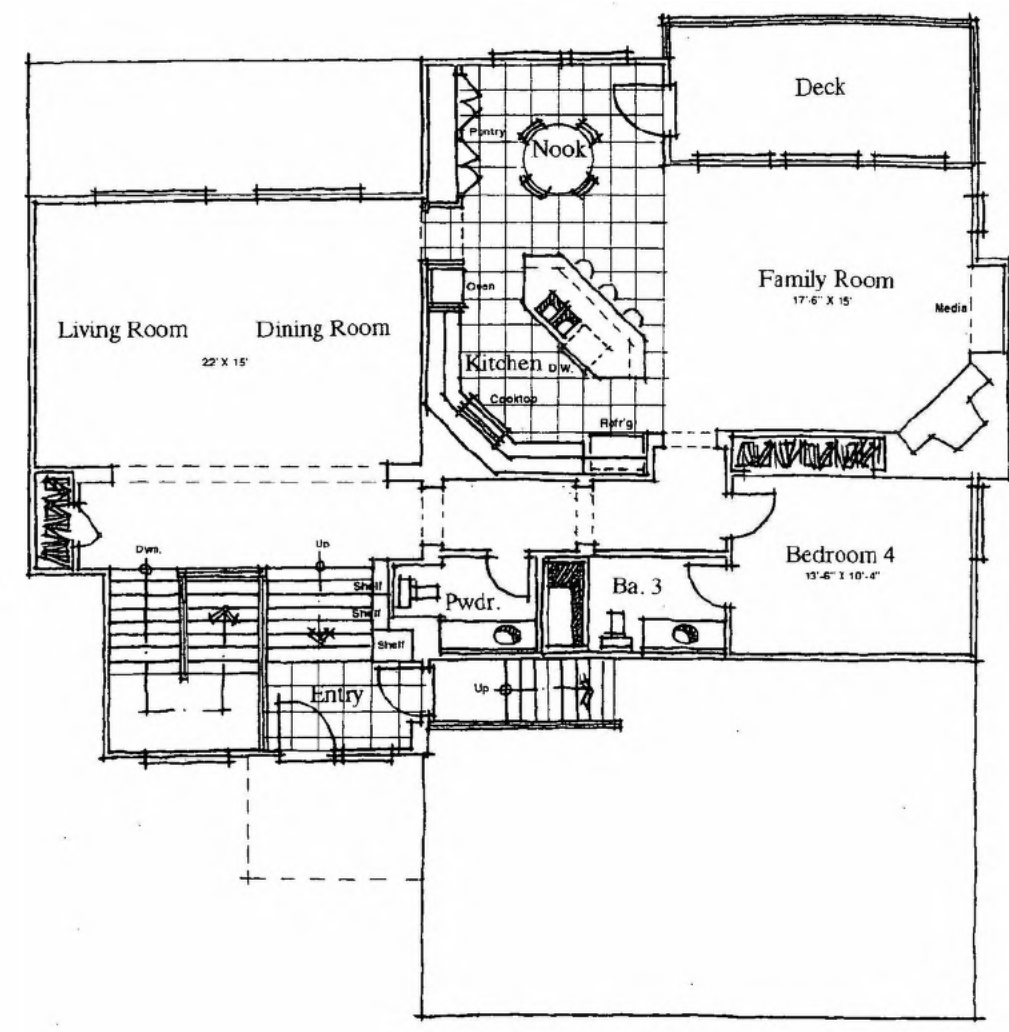 Deck
Pantry
Nook
Family Room
17'-6" X 15'
Oven
Media
Living Room
Dining Room
22' X 15'
Kitchen
D.W.
Cooktop
Refr'g
Dwn.
Up
Bedroom 4
13'-6" X 10'-4"
Shelf
Ba. 3
Pwdr.
Shelf
Shelf
Entry
Up